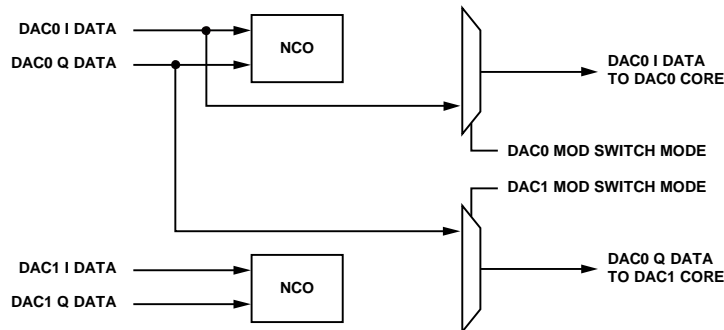 DAC0 I DATA
DAC0 Q DATA
NCO
DAC0 I DATA
TO DAC0 CORE
DAC0 MOD SWITCH MODE
DAC1 MOD SWITCH MODE
DAC1 I DATA
DAC1 Q DATA
NCO
DAC0 Q DATA
TO DAC1 CORE